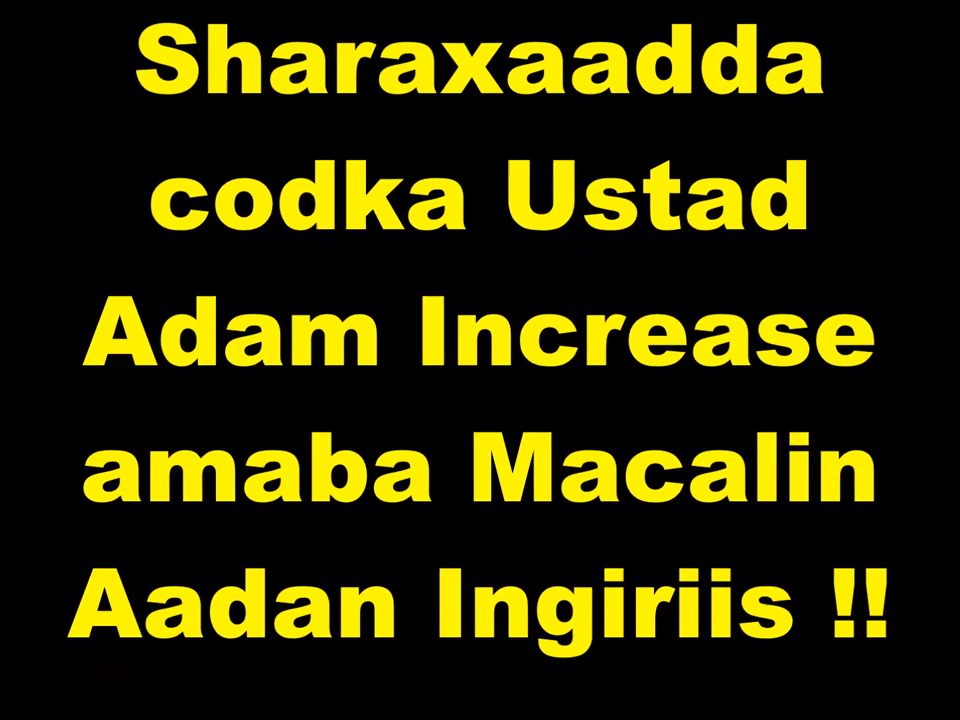 Sharaxaadda
codka Ustad
Adam Increase
amaba Macalin
Aadan Ingiriis !!